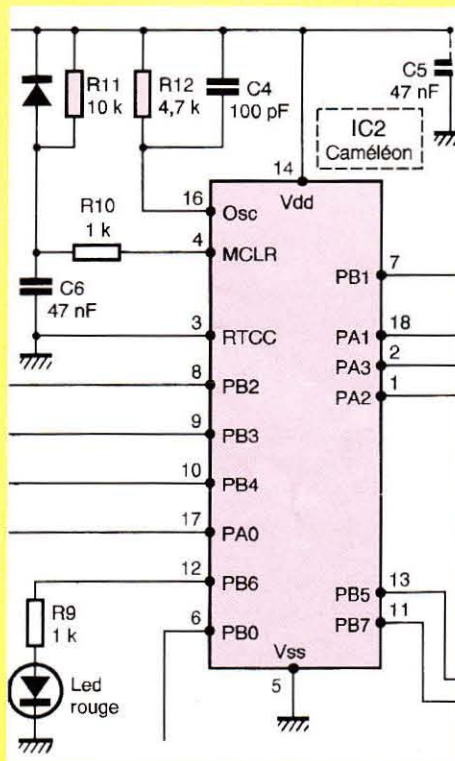 R11
10 k
R12
4,7 k
C4
100 pF
C5
47 nF
IC2
Caméléon
14
Vdd
16
Osc
R10
1 k
4
MCLR
7
PB1
C6
47 nF
3
RTCC
18
PA1
2
PA3
8
PB2
1
PA2
9
PB3
10
PB4
17
PA0
12
PB6
13
PB5
R9
1 k
6
PB0
11
PB7
Vss
5
Led
rouge